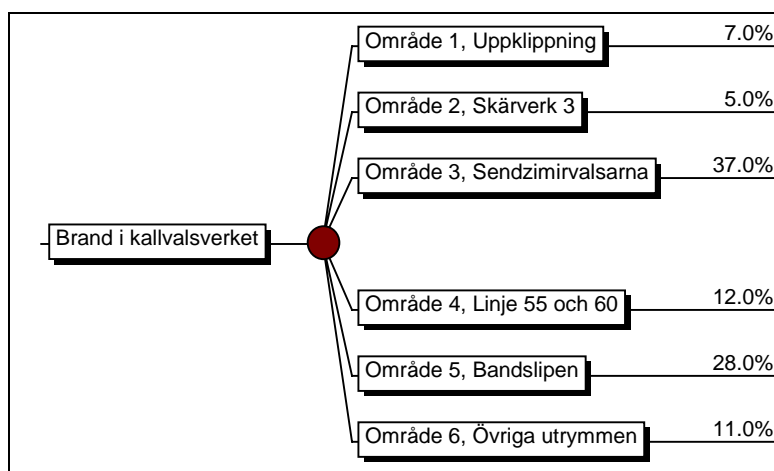 Område 1, Uppklippning 7.0%
Område 2, Skärverk 3 5.0%
Område 3, Sendzimirvalsarna 37.0%
Brand i kallvalsverket
Område 4, Linje 55 och 60 12.0%
Område 5, Bandslipen 28.0%
Område 6, Övriga utrymmen 11.0%